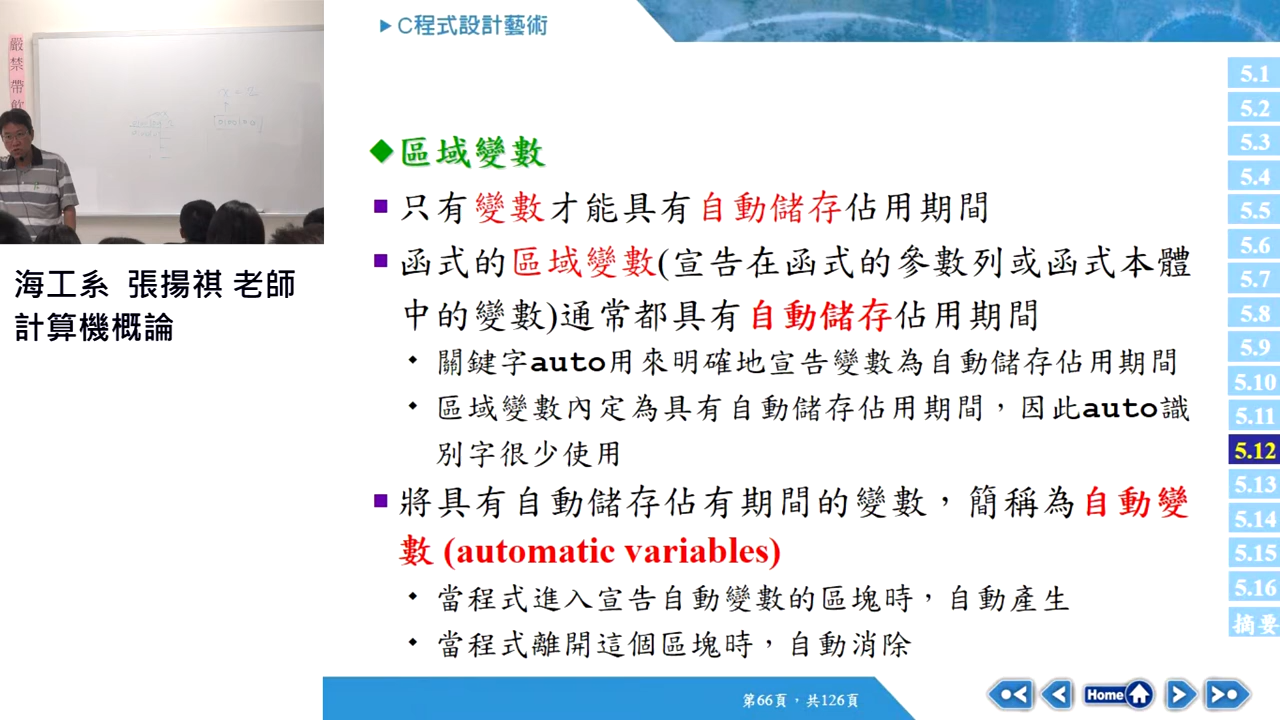 嚴禁帶飲
海工系 張揚祺 老師
計算機概論
C程式設計藝術
區域變數
只有變數才能具有自動儲存佔用期間
函式的區域變數(宣告在函式的參數列或函式本體
中的變數)通常都具有自動儲存佔用期間
關鍵字auto用來明確地宣告變數為自動儲存佔用期間
區域變數內定為具有自動儲存佔用期間，因此auto識
別字很少使用
將具有自動儲存佔有期間的變數，簡稱為自動變
數 (automatic variables)
當程式進入宣告自動變數的區塊時，自動產生
當程式離開這個區塊時，自動消除
5.1
5.2
5.3
5.4
5.5
5.6
5.7
5.8
5.9
5.10
5.11
5.12
5.13
5.14
5.15
5.16
摘要
第66頁，共126頁
Home